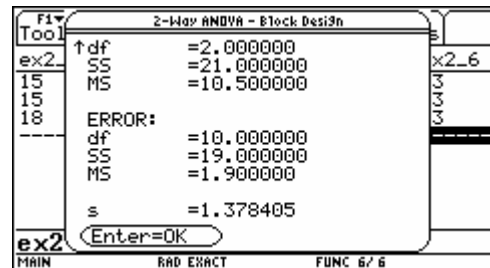 F1▼
Tool
2-Way ANOVA - Block Design
ex2_
x2_6
15
15
18
3
3
3
↑df =2.000000
SS =21.000000
MS =10.500000
ERROR:
df =10.000000
SS =19.000000
MS =1.900000
s =1.378405
Enter=OK
ex2
MAIN RAD EXACT FUNC 6/6